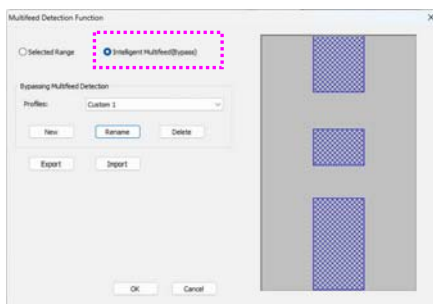 Multifeed Detection Function
Selected Range
Intelligent Multifeed(Bypass)
Bypassing Multifeed Detection
Profiles:
Custom 1
New
Rename
Delete
Export
Import
OK
Cancel